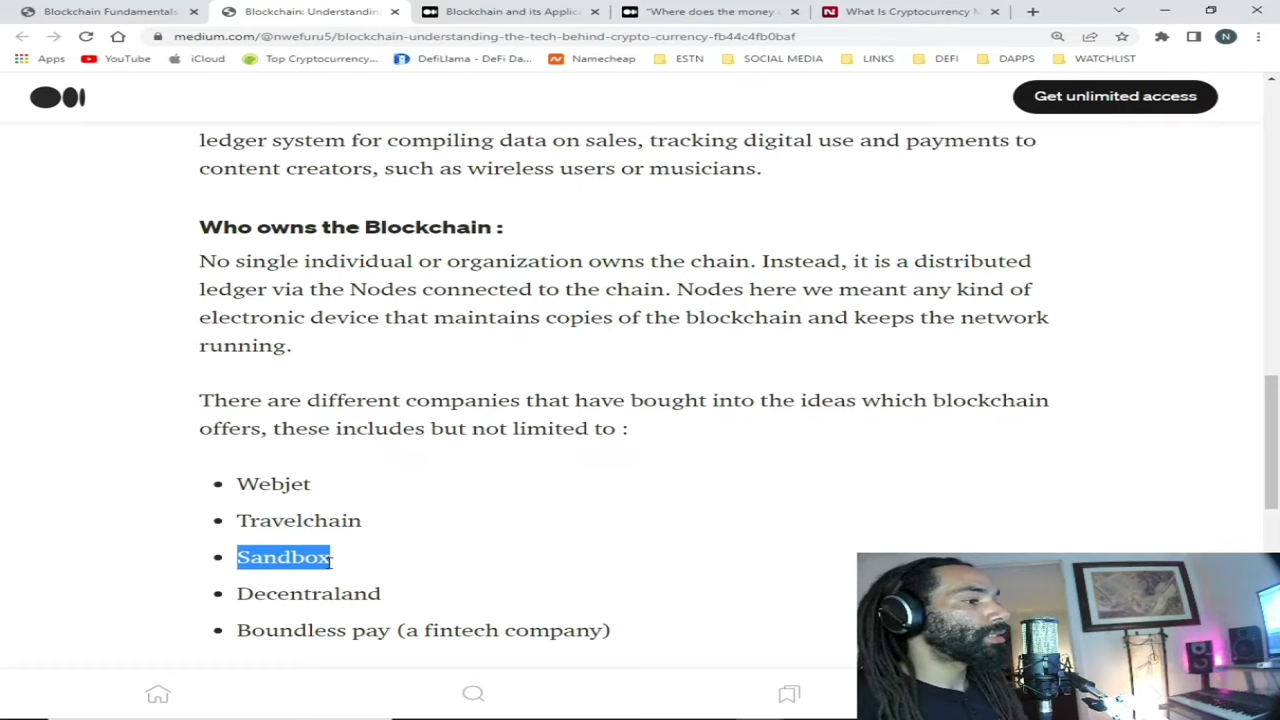 Blockchain Fundamentals
Blockchain: Understandin
Blockchain and its Applic
"Where does the money
What Is Cryptocurrency M
medium.com/@nwefuru5/blockchain-understanding-the-tech-behind-crypto-currency-fb44c4fb0baf
N
Apps
YouTube
iCloud
Top Cryptocurrency...
DefiLlama - DeFi Da...
Namecheap
ESTN
SOCIAL MEDIA
LINKS
DEFI
DAPPS
WATCHLIST
Get unlimited access
ledger system for compiling data on sales, tracking digital use and payments to
content creators, such as wireless users or musicians.
Who owns the Blockchain :
No single individual or organization owns the chain. Instead, it is a distributed
ledger via the Nodes connected to the chain. Nodes here we meant any kind of
electronic device that maintains copies of the blockchain and keeps the network
running.
There are different companies that have bought into the ideas which blockchain
offers, these includes but not limited to :
• Webjet
• Travelchain
• Sandbox
• Decentraland
• Boundless pay (a fintech company)